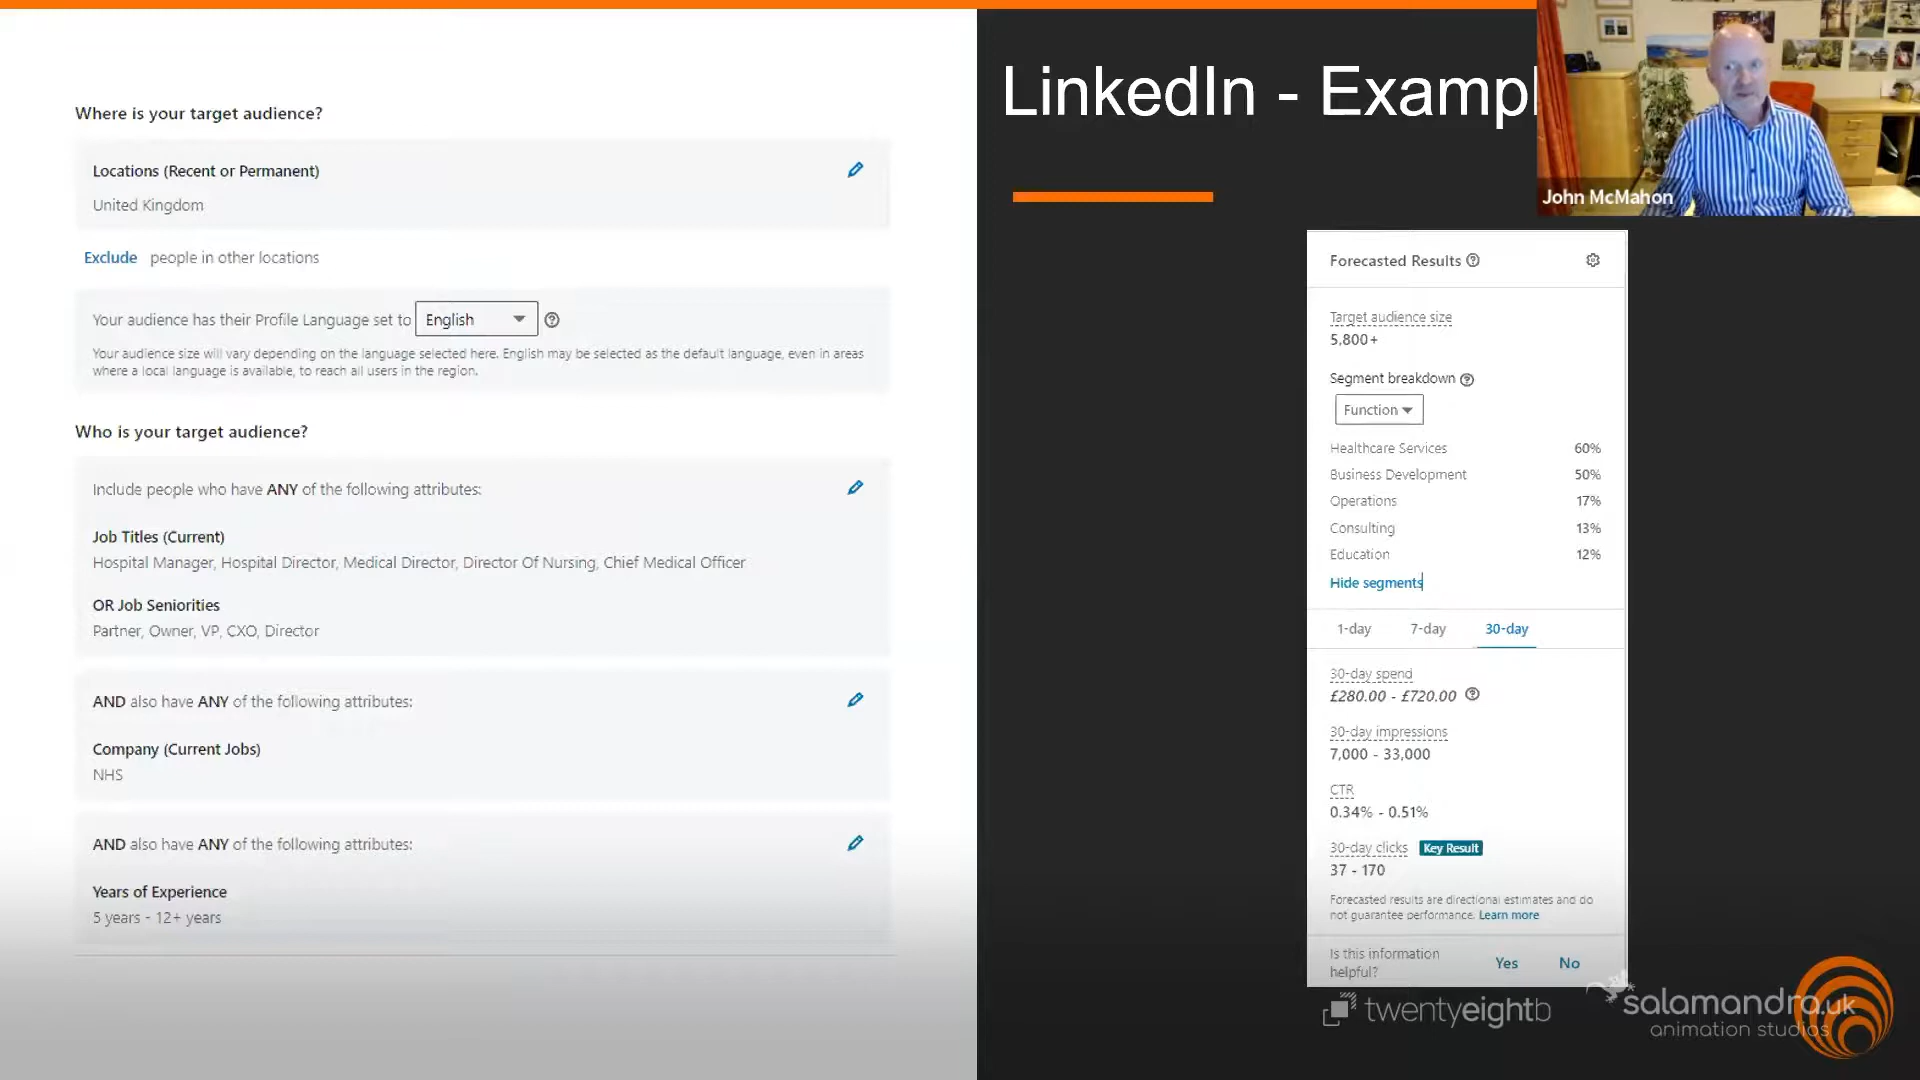 Where is your target audience?
Locations (Recent or Permanent)
United Kingdom
Exclude people in other locations
Your audience has their Profile Language set to English
Your audience size will vary depending on the language selected here. English may be selected as the default language, even in areas
where a local language is available, to reach all users in the region.
Who is your target audience?
Include people who have ANY of the following attributes:
Job Titles (Current)
Hospital Manager, Hospital Director, Medical Director, Director Of Nursing, Chief Medical Officer
OR Job Seniorities
Partner, Owner, VP, CXO, Director
AND also have ANY of the following attributes:
Company (Current Jobs)
NHS
AND also have ANY of the following attributes:
Years of Experience
5 years - 12+ years
LinkedIn - Exampl
John McMahon
Forecasted Results
Target audience size
5,800+
Segment breakdown
Function
Healthcare Services 60%
Business Development 50%
Operations 17%
Consulting 13%
Education 12%
Hide segments
1-day 7-day 30-day
30-day spend
£280.00 - £720.00
30-day impressions
7,000 - 33,000
CTR
0.34% - 0.51%
30-day clicks Key Result
37 - 170
Forecasted results are directional estimates and do
not guarantee performance. Learn more
Is this information
helpful? Yes No
twentyeightb
salamandra.uk
animation studios